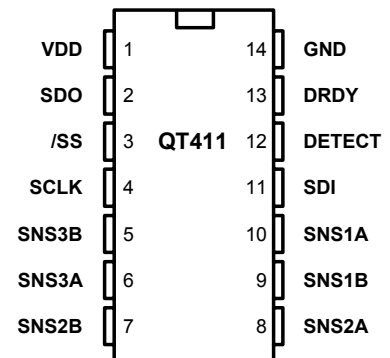 VDD 1 14 GND
SDO 2 13 DRDY
/SS 3 QT411 12 DETECT
SCLK 4 11 SDI
SNS3B 5 10 SNS1A
SNS3A 6 9 SNS1B
SNS2B 7 8 SNS2A